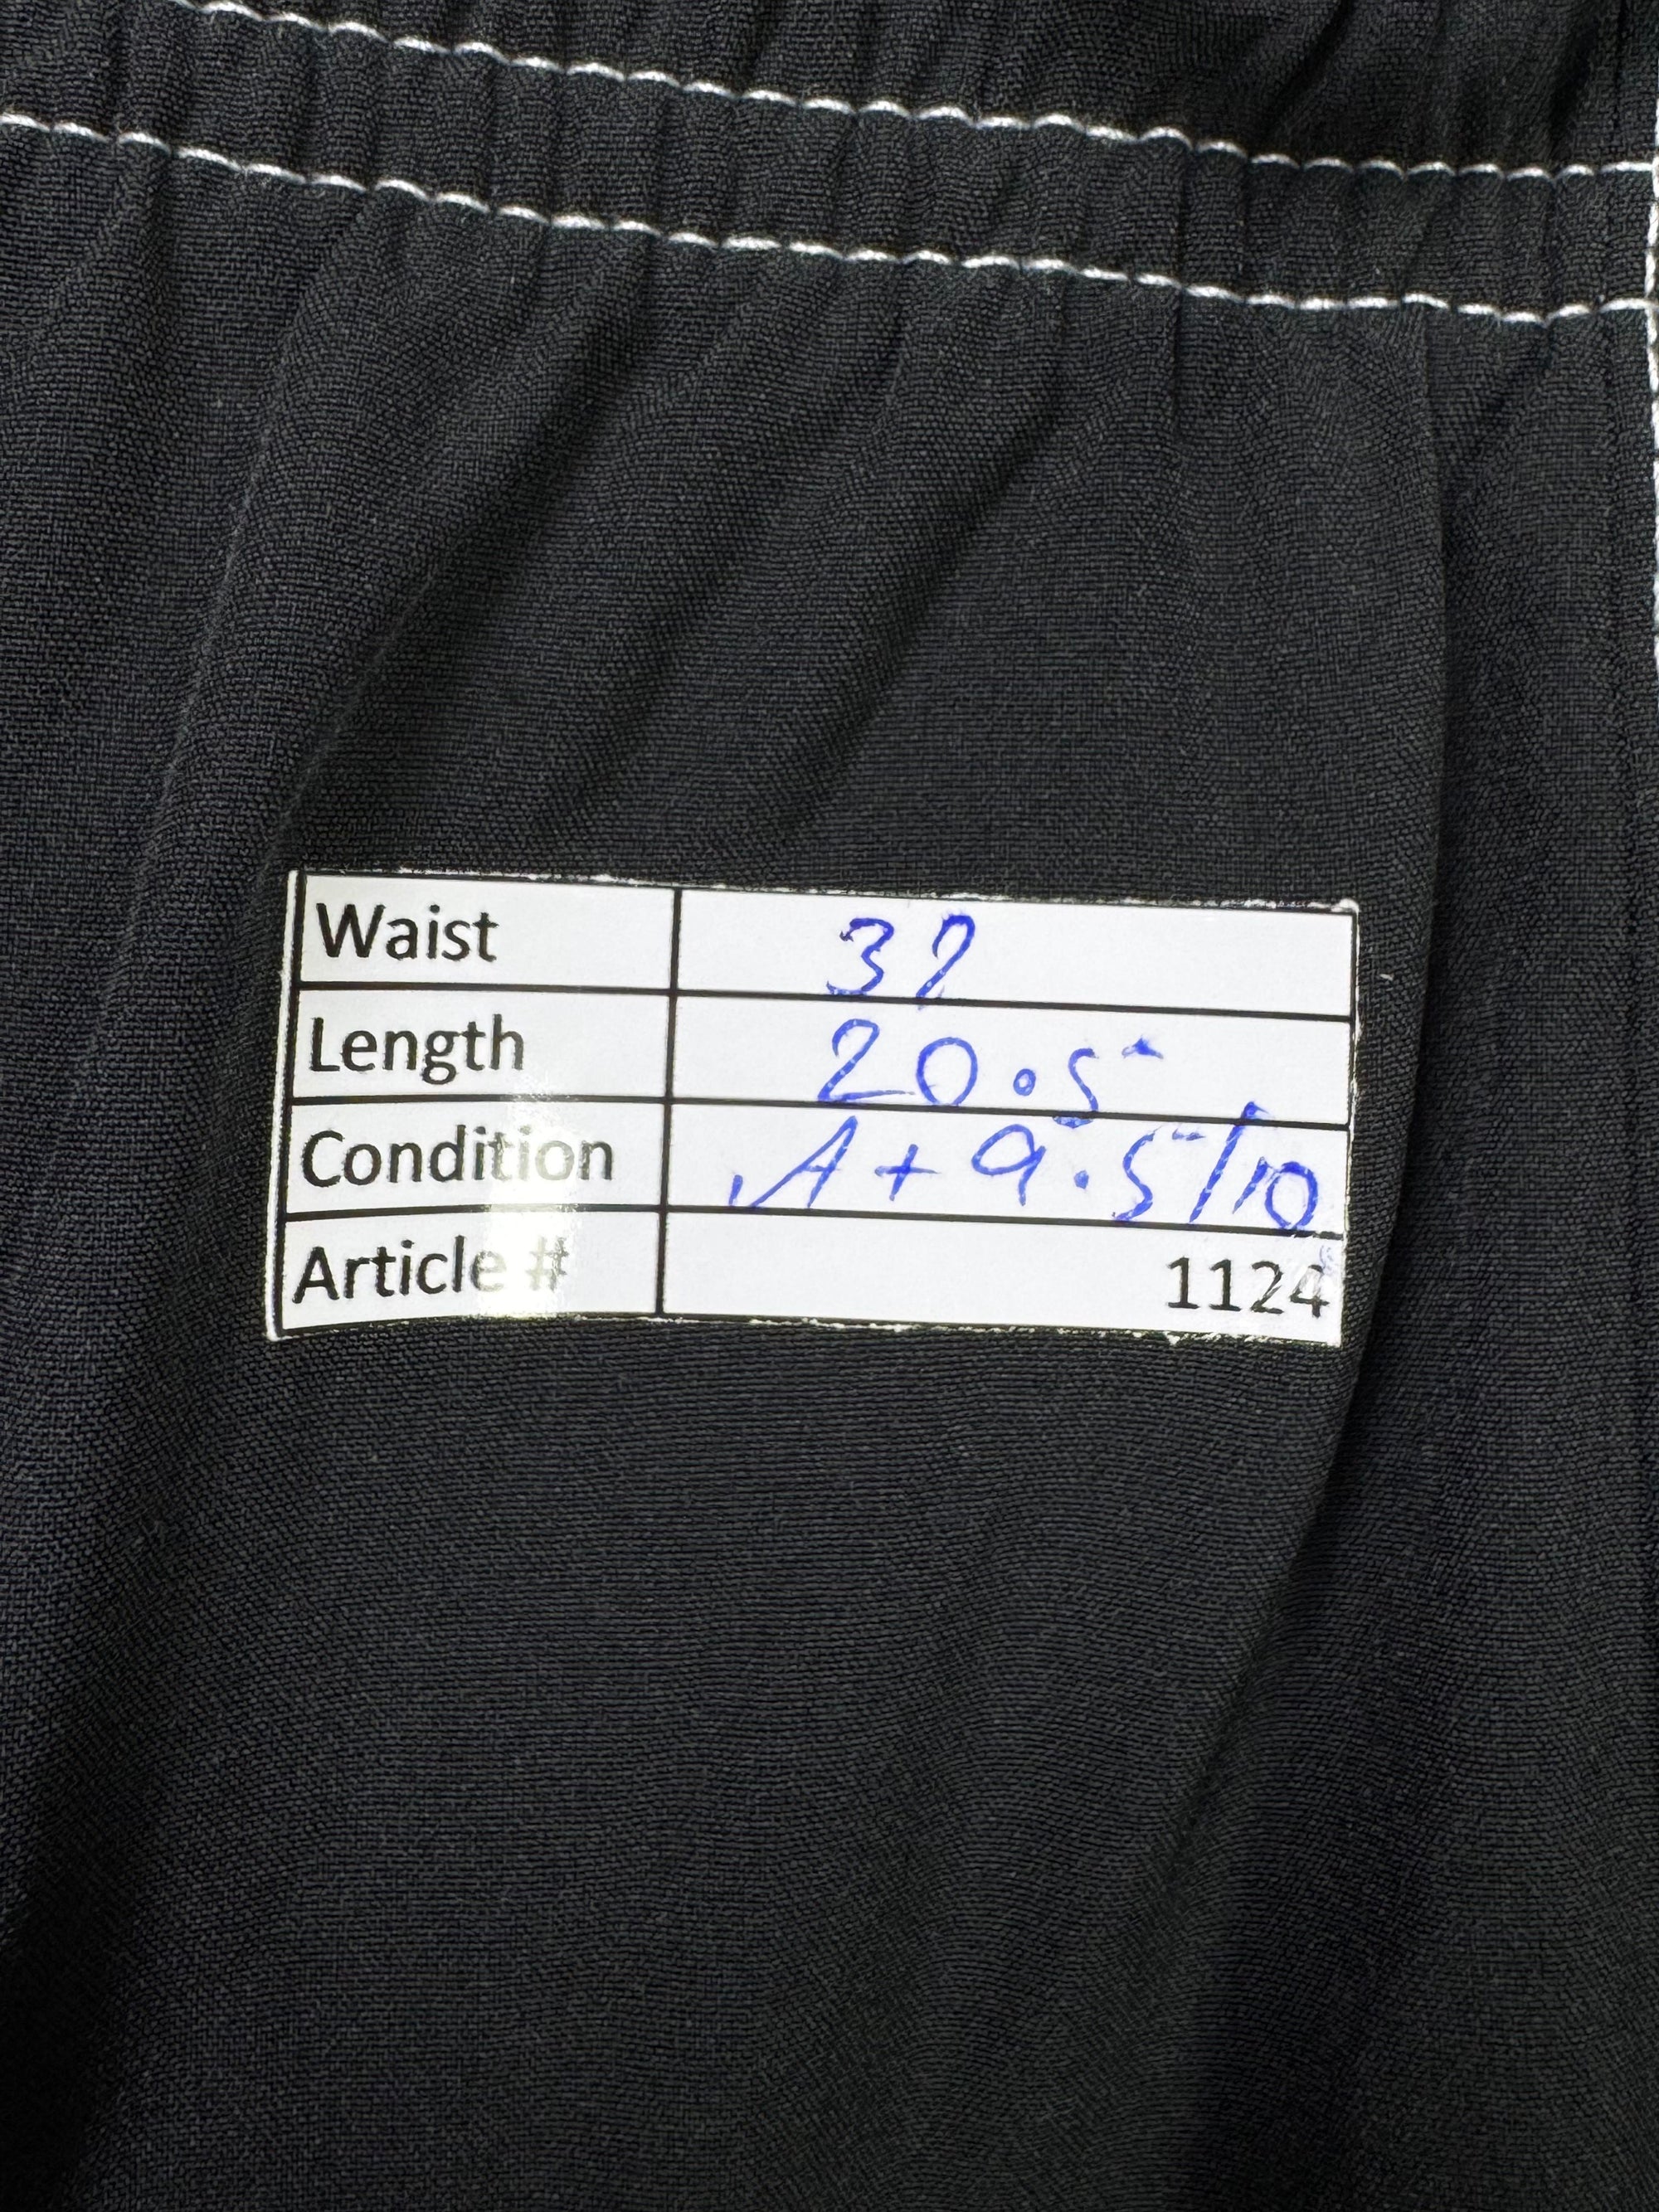 Waist 32
Length 20.5
Condition A+ 9.5/10
Article # 1124